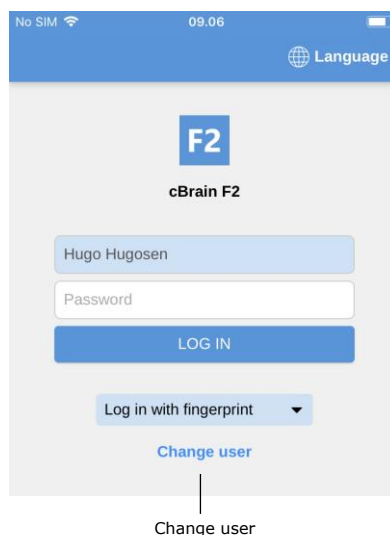 No SIM 09.06
Language
F2
cBrain F2
Hugo Hugosen
Password
LOG IN
Log in with fingerprint
Change user
Change user